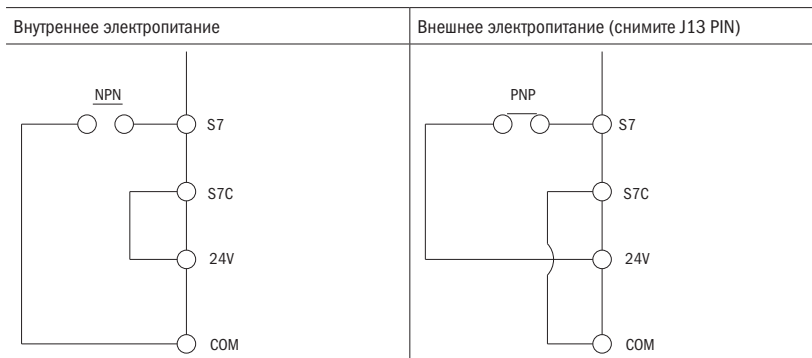 Внутреннее электропитание
Внешнее электропитание (снимите J13 PIN)
NPN
S7
S7C
24V
COM
PNP
S7
S7C
24V
COM